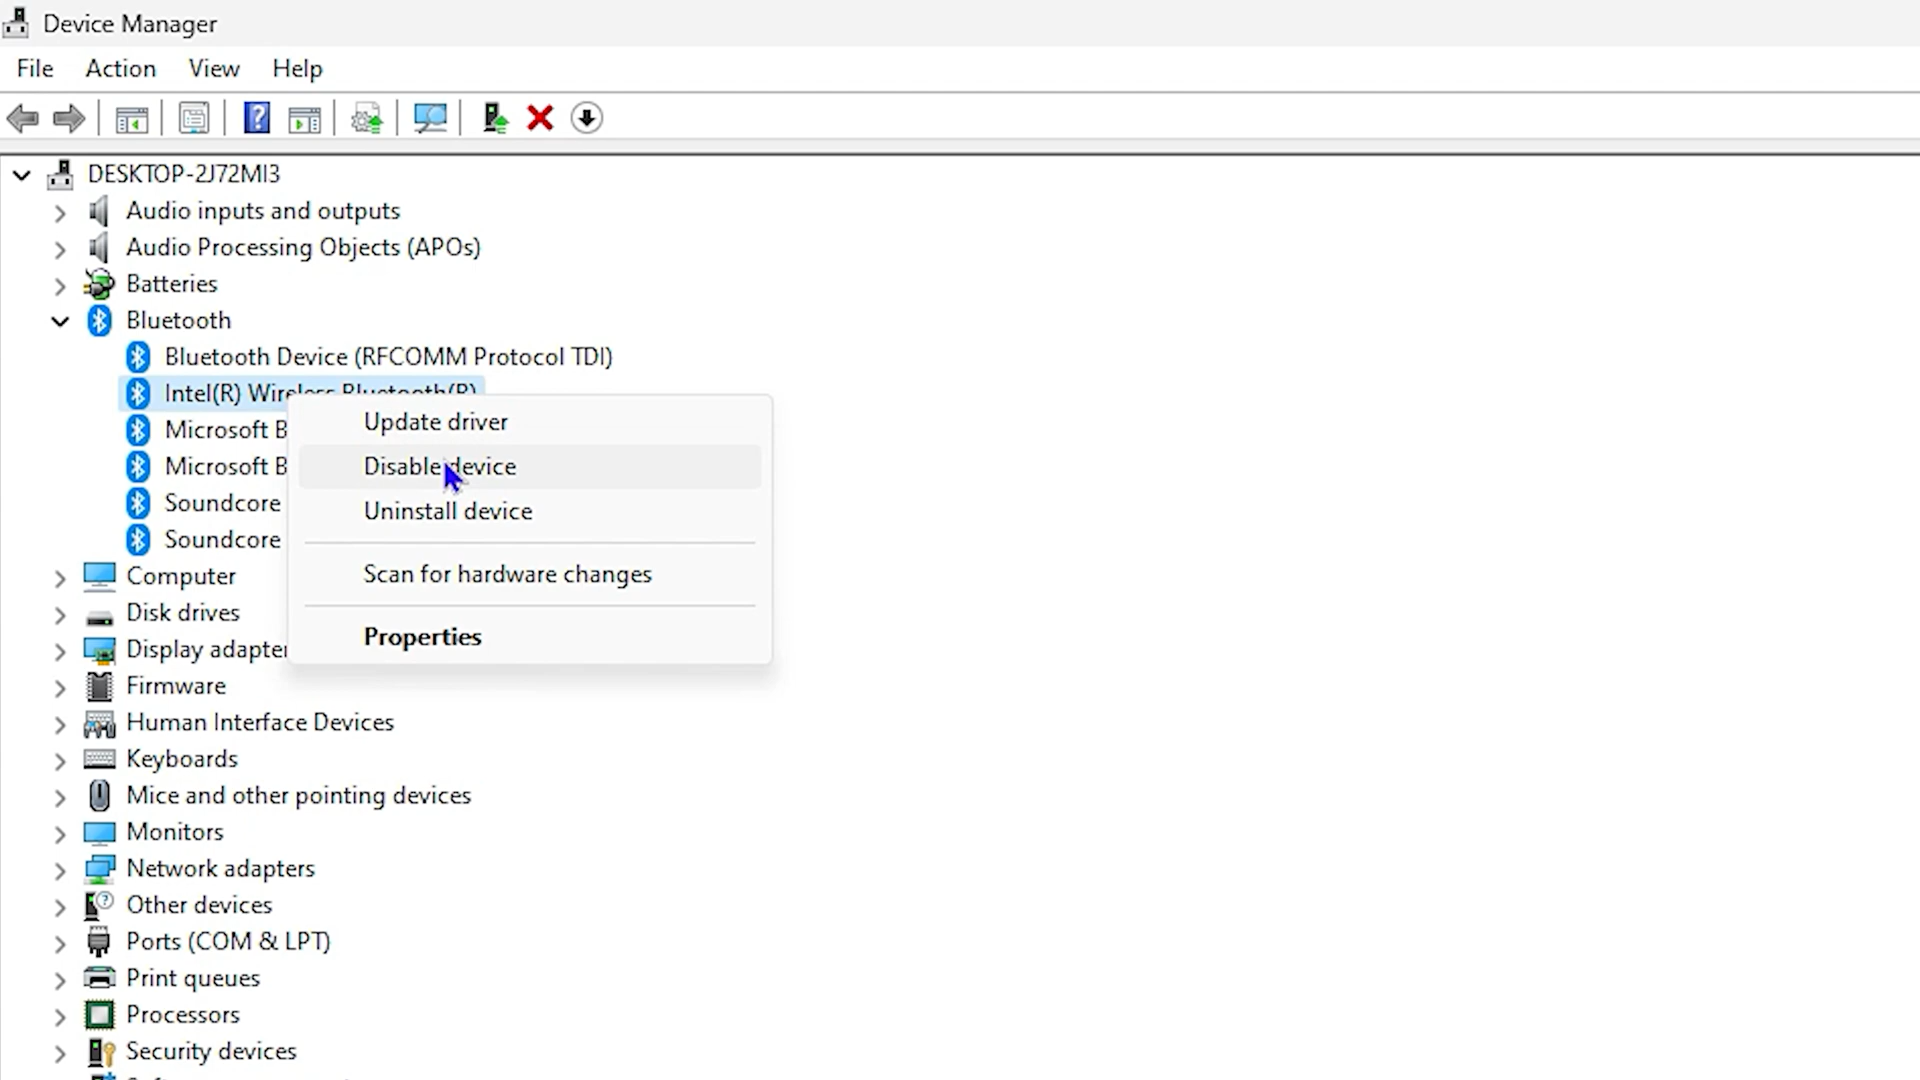 Device Manager
File Action View Help
DESKTOP-2J72MI3
Audio inputs and outputs
Audio Processing Objects (APOs)
Batteries
Bluetooth
Bluetooth Device (RFCOMM Protocol TDI)
Intel(R) Wireless Bluetooth(R)
Microsoft B
Microsoft B
Soundcore
Soundcore
Update driver
Disable device
Uninstall device
Scan for hardware changes
Properties
Computer
Disk drives
Display adapter
Firmware
Human Interface Devices
Keyboards
Mice and other pointing devices
Monitors
Network adapters
Other devices
Ports (COM & LPT)
Print queues
Processors
Security devices